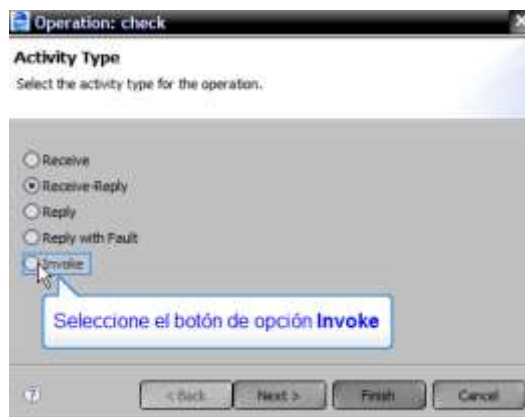 Operation: check
Activity Type
Select the activity type for the operation.
Receive
Receive-Reply
Reply
Reply with Fault
Invoke
Seleccione el botón de opción Invoke
?
< Back Next > Finish Cancel